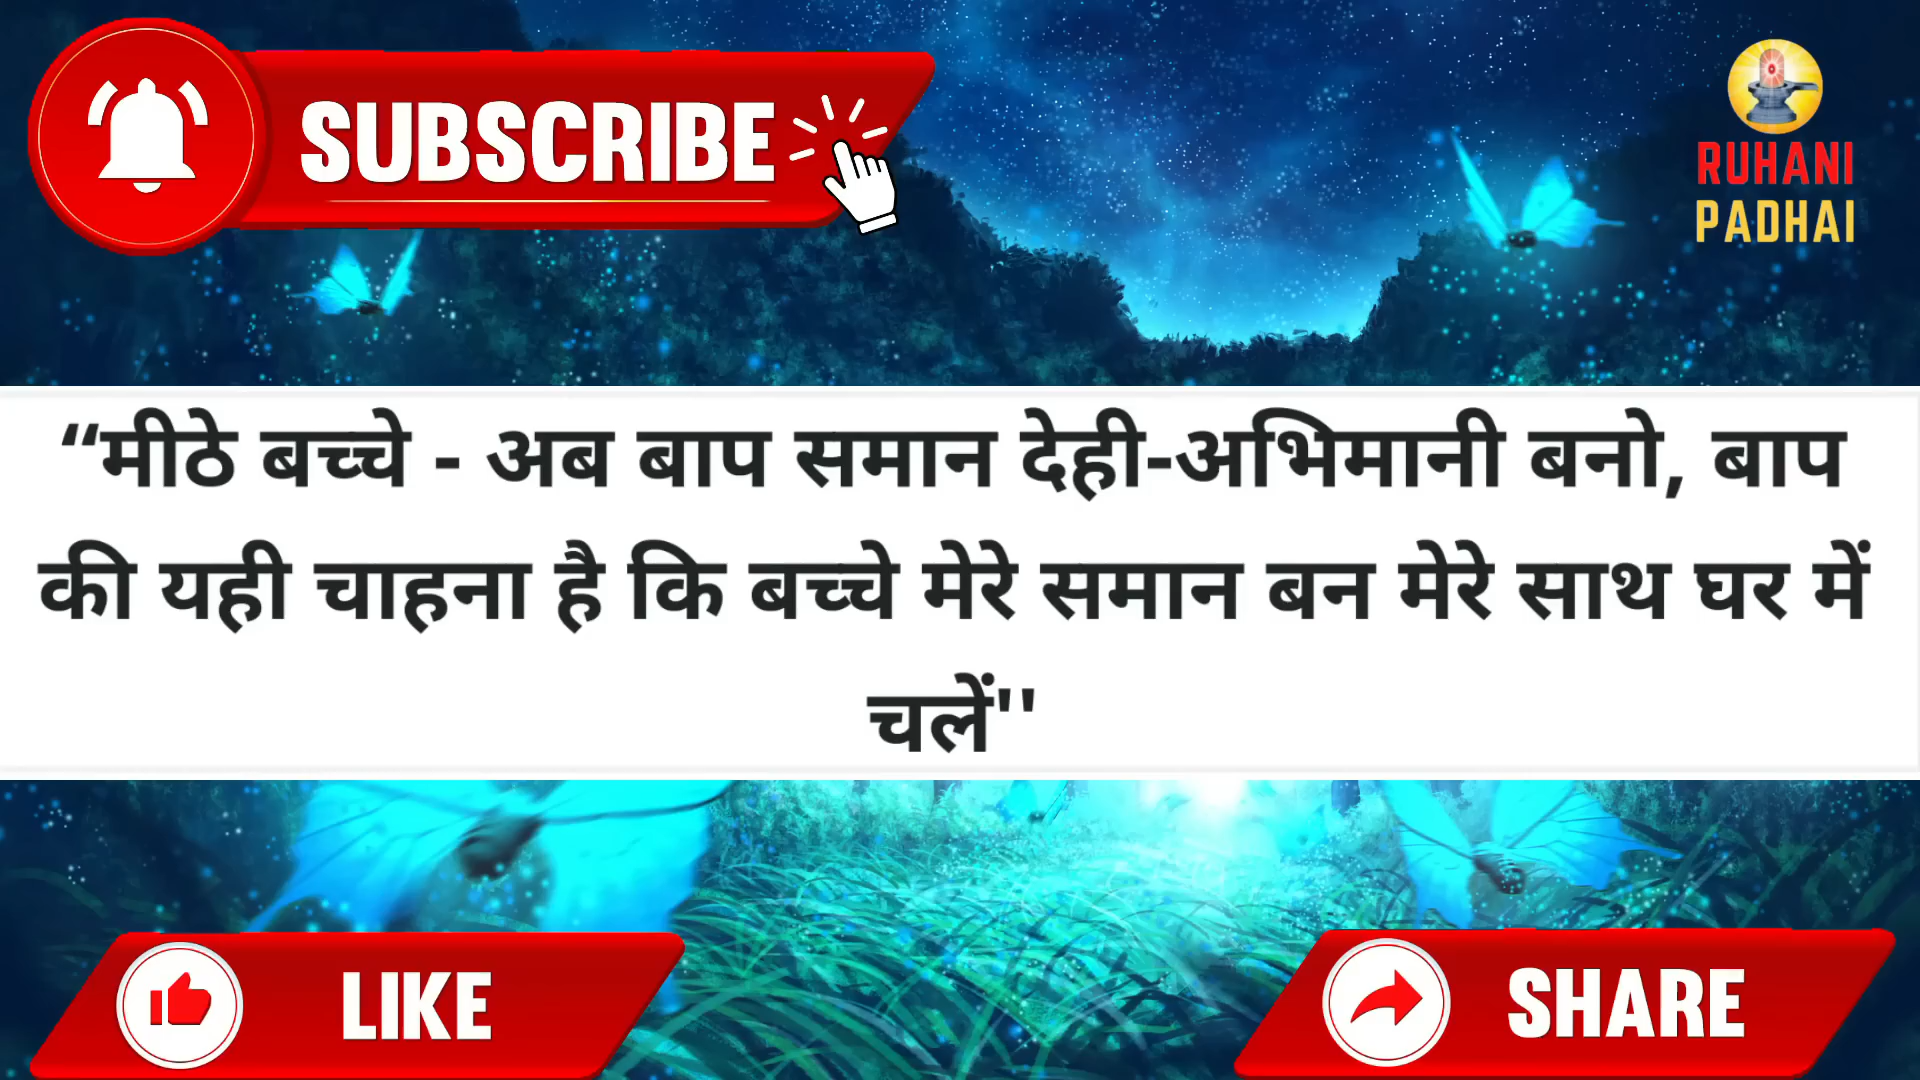 SUBSCRIBE
RUHANI
PADHAI
“मीठे बच्चे - अब बाप समान देही-अभिमानी बनो, बाप
की यही चाहना है कि बच्चे मेरे समान बन मेरे साथ घर में
चलें''
LIKE
SHARE